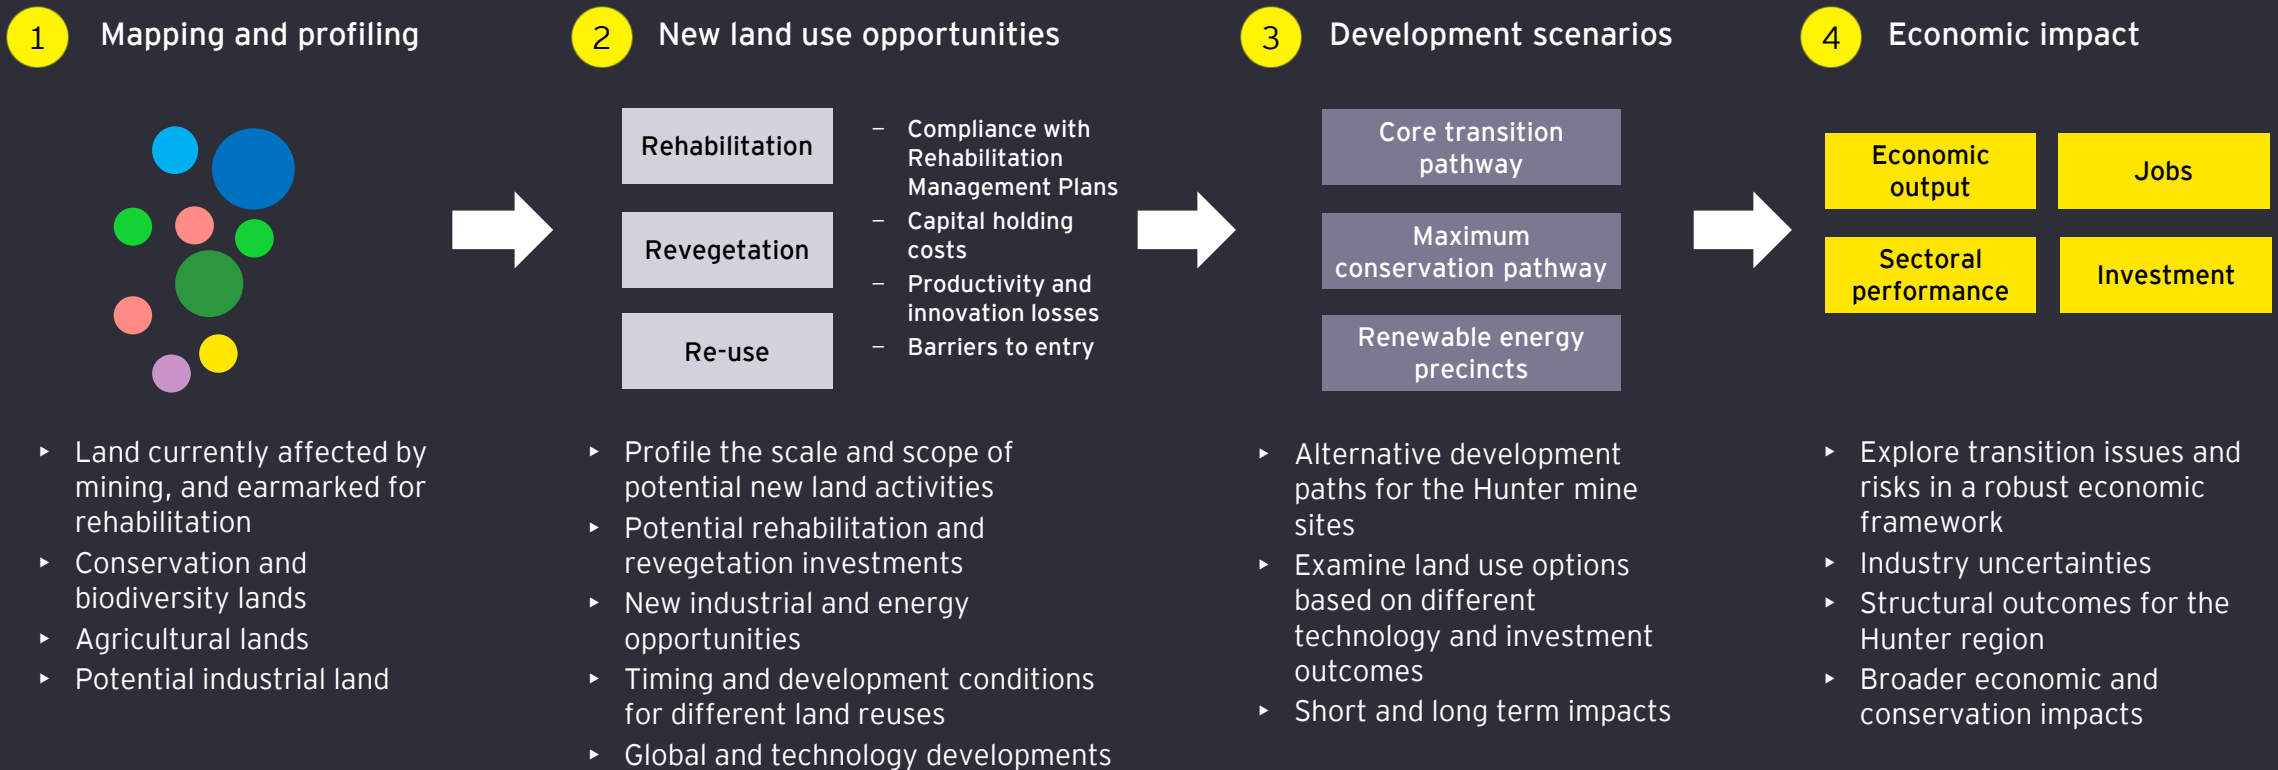 1
Mapping and profiling
Land currently affected by
mining, and earmarked for
rehabilitation
Conservation and
biodiversity lands
Agricultural lands
Potential industrial land
2
New land use opportunities
Rehabilitation
Revegetation
Re-use
– Compliance with
Rehabilitation
Management Plans
– Capital holding
costs
– Productivity and
innovation losses
– Barriers to entry
Profile the scale and scope of
potential new land activities
Potential rehabilitation and
revegetation investments
New industrial and energy
opportunities
Timing and development conditions
for different land reuses
Global and technology developments
3
Development scenarios
Core transition
pathway
Maximum
conservation pathway
Renewable energy
precincts
Alternative development
paths for the Hunter mine
sites
Examine land use options
based on different
technology and investment
outcomes
Short and long term impacts
4
Economic impact
Economic
output
Jobs
Sectoral
performance
Investment
Explore transition issues and
risks in a robust economic
framework
Industry uncertainties
Structural outcomes for the
Hunter region
Broader economic and
conservation impacts